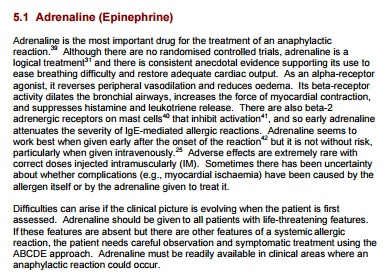 5.1 Adrenaline (Epinephrine)
Adrenaline is the most important drug for the treatment of an anaphylactic
reaction.39 Although there are no randomised controlled trials, adrenaline is a
logical treatment31 and there is consistent anecdotal evidence supporting its use to
ease breathing difficulty and restore adequate cardiac output. As an alpha-receptor
agonist, it reverses peripheral vasodilation and reduces oedema. Its beta-receptor
activity dilates the bronchial airways, increases the force of myocardial contraction,
and suppresses histamine and leukotriene release. There are also beta-2
adrenergic receptors on mast cells40 that inhibit activation41, and so early adrenaline
attenuates the severity of IgE-mediated allergic reactions. Adrenaline seems to
work best when given early after the onset of the reaction42 but it is not without risk,
particularly when given intravenously.25 Adverse effects are extremely rare with
correct doses injected intramuscularly (IM). Sometimes there has been uncertainty
about whether complications (e.g., myocardial ischaemia) have been caused by the
allergen itself or by the adrenaline given to treat it.
Difficulties can arise if the clinical picture is evolving when the patient is first
assessed. Adrenaline should be given to all patients with life-threatening features.
If these features are absent but there are other features of a systemic allergic
reaction, the patient needs careful observation and symptomatic treatment using the
ABCDE approach. Adrenaline must be readily available in clinical areas where an
anaphylactic reaction could occur.